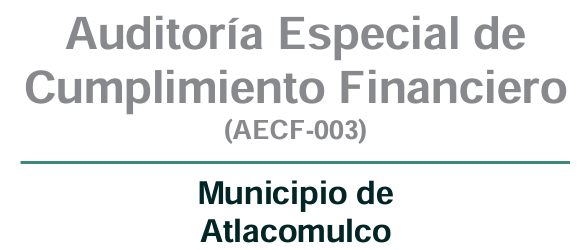 Auditoría Especial de
Cumplimiento Financiero
(AECF-003)
Municipio de
Atlacomulco